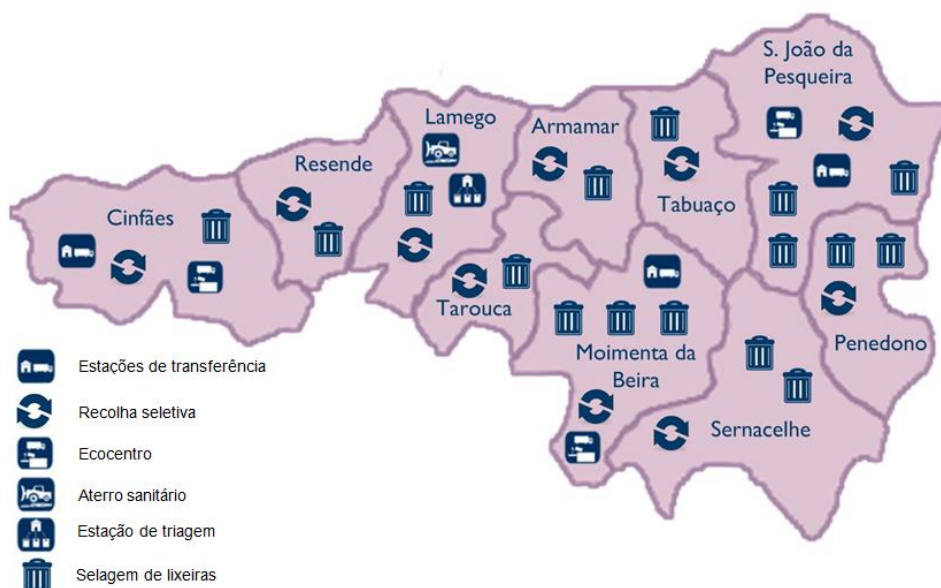 S. João da
Pesqueira
Lamego
Armamar
Resende
Tabuaço
Cinfães
Tarouca
Penedono
Moimenta da
Beira
Sernacelhe
Estações de transferência
Recolha seletiva
Ecocentro
Aterro sanitário
Estação de triagem
Selagem de lixeiras